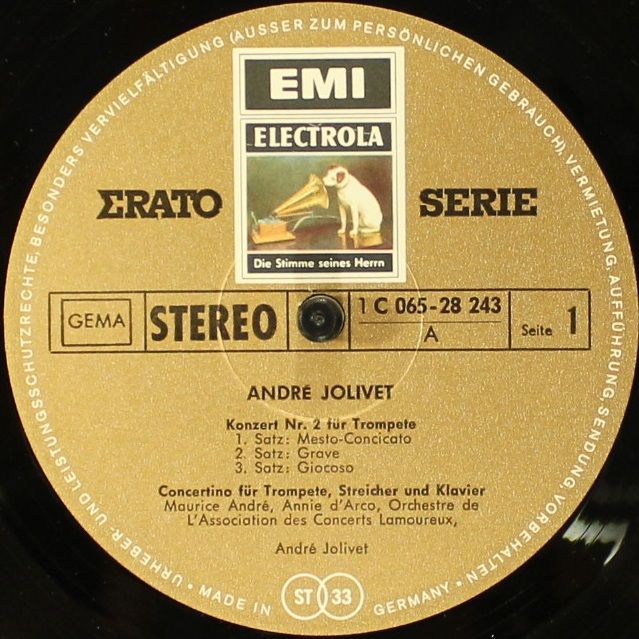 URHEBER- UND LEISTUNGSSCHUTZRECHTE, BESONDERS VERVIELFÄLTIGUNG (AUSSER ZUM PERSÖNLICHEN GEBRAUCH), VERMIETUNG, AUFFÜHRUNG, SENDUNG VORBEHALTEN •
EMI
ELECTROLA
ERATO SERIE
Die Stimme seines Herrn
GEMA STEREO 1 C 065-28 243
A
Seite 1
ANDRÉ JOLIVET
Konzert Nr. 2 für Trompete
1. Satz: Mesto-Concicato
2. Satz: Grave
3. Satz: Giocoso
Concertino für Trompete, Streicher und Klavier
Maurice André, Annie d'Arco, Orchestre de
L'Association des Concerts Lamoureux,
André Jolivet
• MADE IN ST 33 GERMANY •